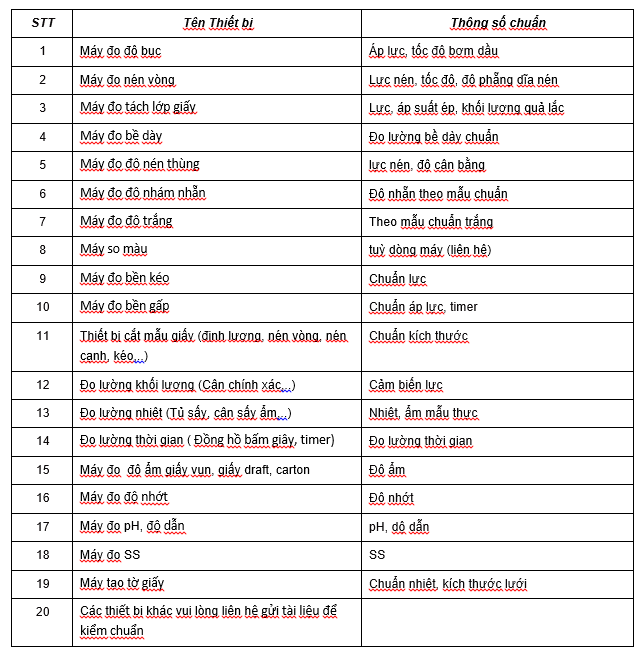 STT Tên Thiết bị Thông số chuẩn
1 Máy đo độ bục Áp lực, tốc độ bơm dầu
2 Máy đo nén vòng Lực nén, tốc độ, độ phẳng dĩa nén
3 Máy đo tách lớp giấy Lực, áp suất ép, khối lượng quả lắc
4 Máy đo bề dày Đo lường bề dảy chuẩn
5 Máy đo độ nén thùng lực nén, độ cân bằng
6 Máy đo độ nhám nhẵn Độ nhẵn theo mẫu chuẩn
7 Máy đo độ trắng Theo mẫu chuẩn trắng
8 Máy so màu tuỳ dòng máy (liên hệ)
9 Máy đo bền kéo Chuẩn lực
10 Máy đo bền gấp Chuẩn áp lực, timer
11 Thiết bị cắt mẫu giấy (định lượng, nén vòng, nén Chuẩn kích thước
cạnh, kéo,..)
12 Đo lường khối lượng (Cân chính xác,..) Cảm biến lực
13 Đo lường nhiệt (Tủ sấy, cân sấy ẩm,..) Nhiệt, ẩm mẫu thực
14 Đo lường thời gian ( Đồng hồ bấm giây, timer) Đo lường thời gian
15 Máy đo độ ẩm giấy vụn, giấy draft, carton Độ ẩm
16 Máy đo độ nhớt Độ nhớt
17 Máy đo pH, độ dẫn pH, dộ dẫn
18 Máy đo SS SS
19 Máy tạo tờ giấy Chuẩn nhiệt, kích thước lưới
20 Các thiết bị khác vui lòng liên hệ gửi tài liệu để
kiểm chuẩn